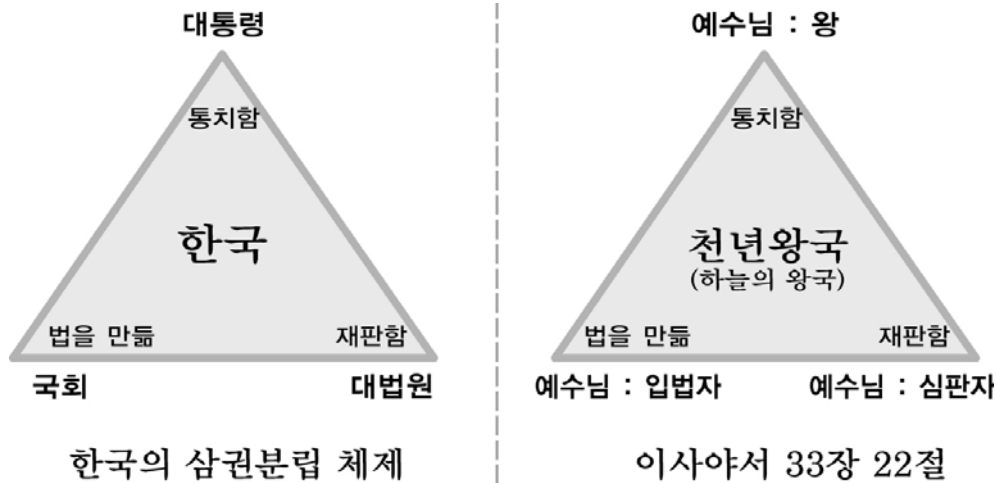 대통령
통치함
한국
법을 만듦
재판함
국회
대법원
한국의 삼권분립 체제
예수님 : 왕
통치함
천년왕국
(하늘의 왕국)
법을 만듦
재판함
예수님 : 입법자
예수님 : 심판자
이사야서 33장 22절